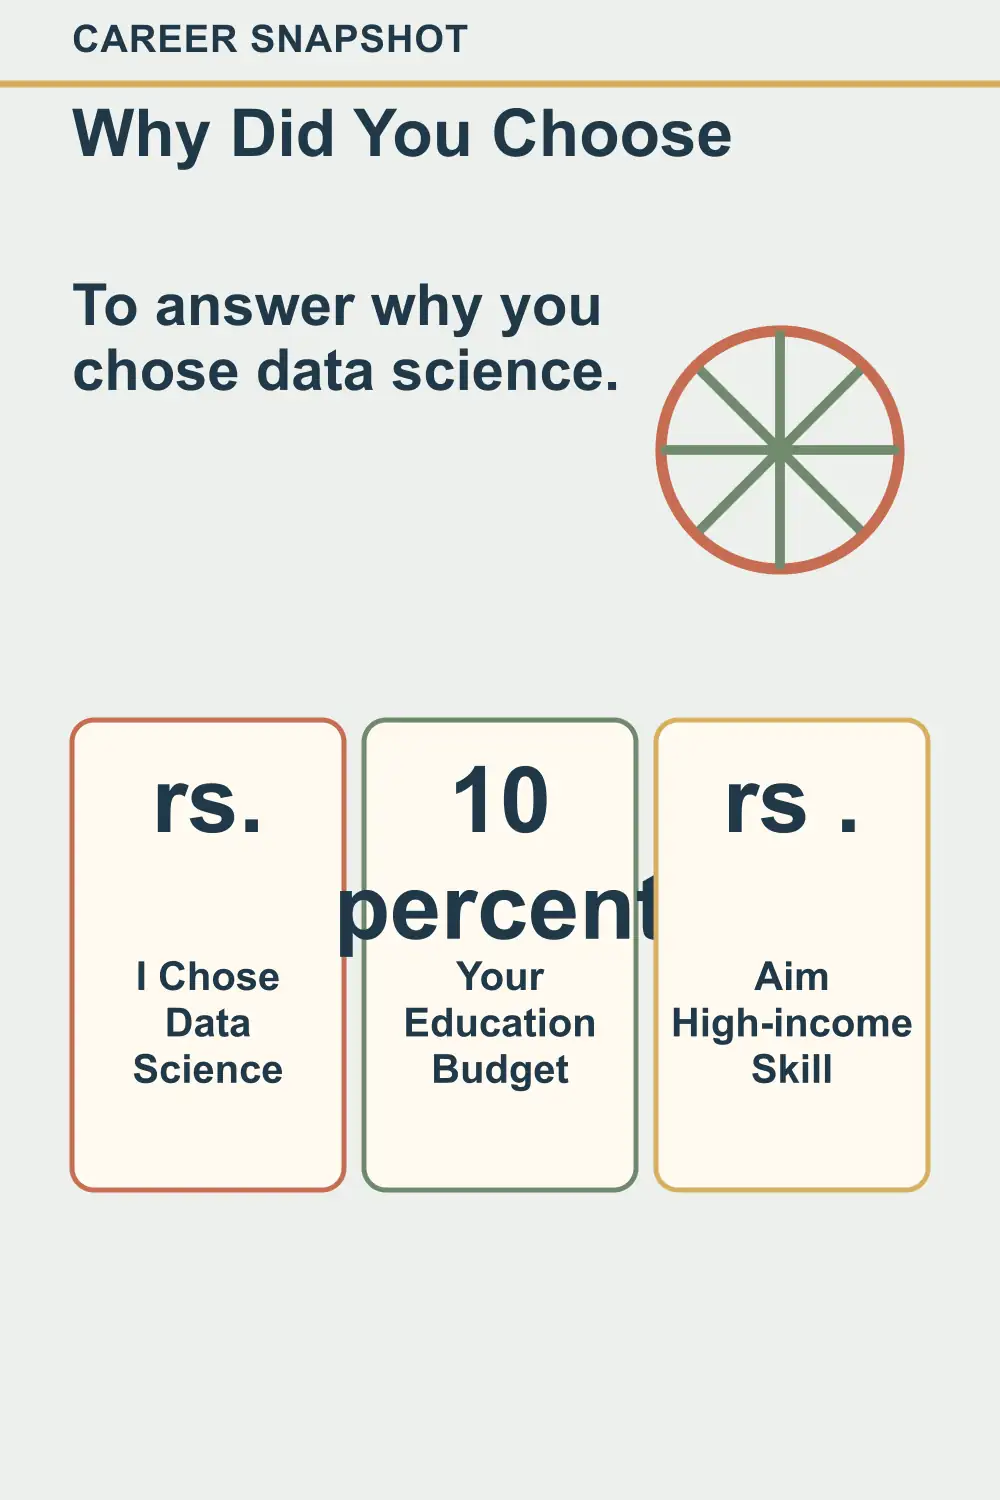 CAREER SNAPSHOT
Why Did You Choose
To answer why you
chose data science.
rs.
I Chose
Data
Science
10
percent
Your
Education
Budget
rs .
Aim
High-income
Skill